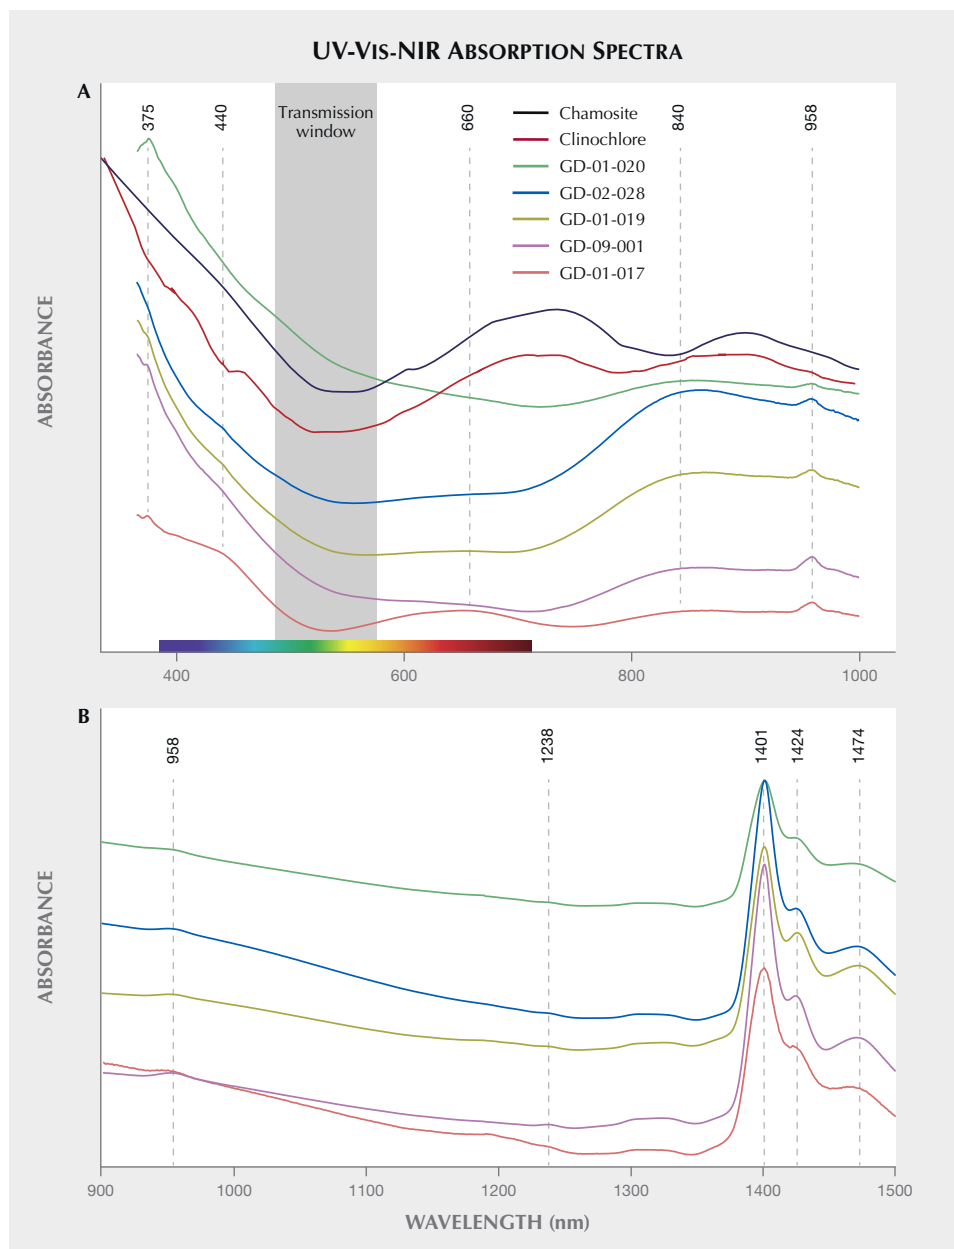 UV-VIS-NIR ABSORPTION SPECTRA
A
375
440
Transmission
window
660
840
958
Chamosite
Clinochlore
GD-01-020
GD-02-028
GD-01-019
GD-09-001
GD-01-017
ABSORBANCE
400
600
800
1000
B
958
1238
1401
1424
1474
ABSORBANCE
900
1000
1100
1200
1300
1400
1500
WAVELENGTH (nm)